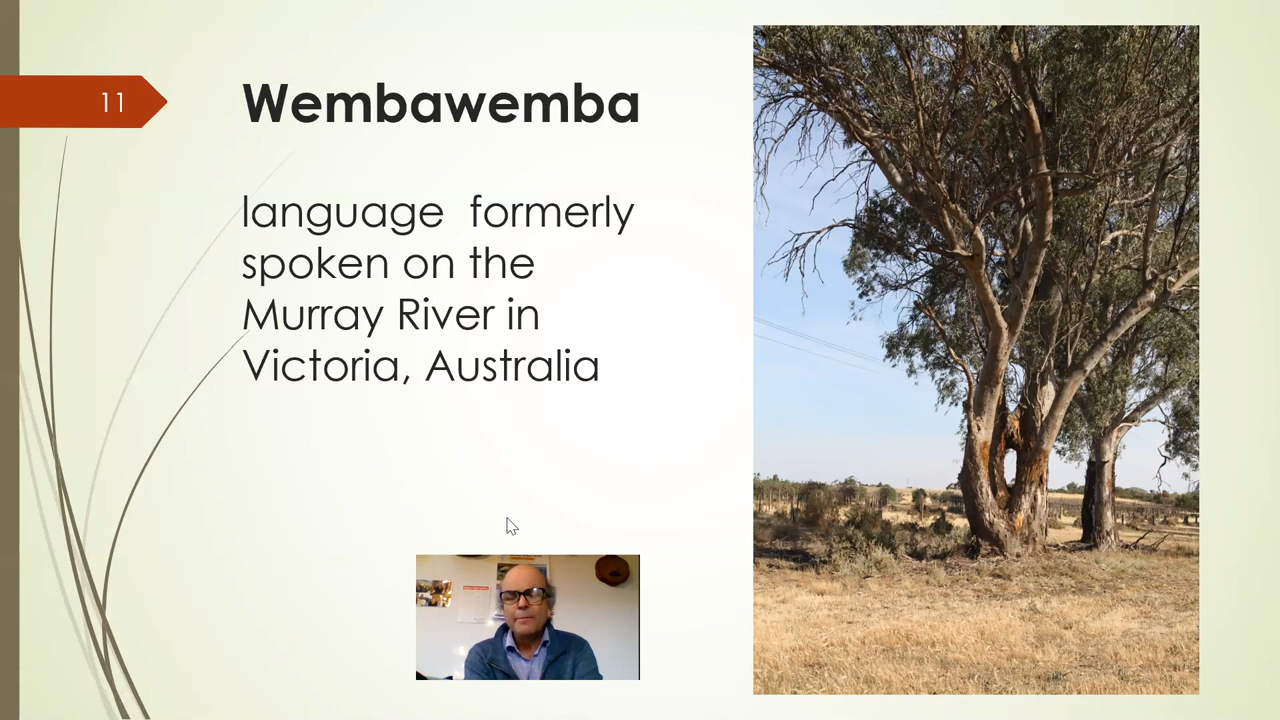 11
Wembawemba
language formerly
spoken on the
Murray River in
Victoria, Australia